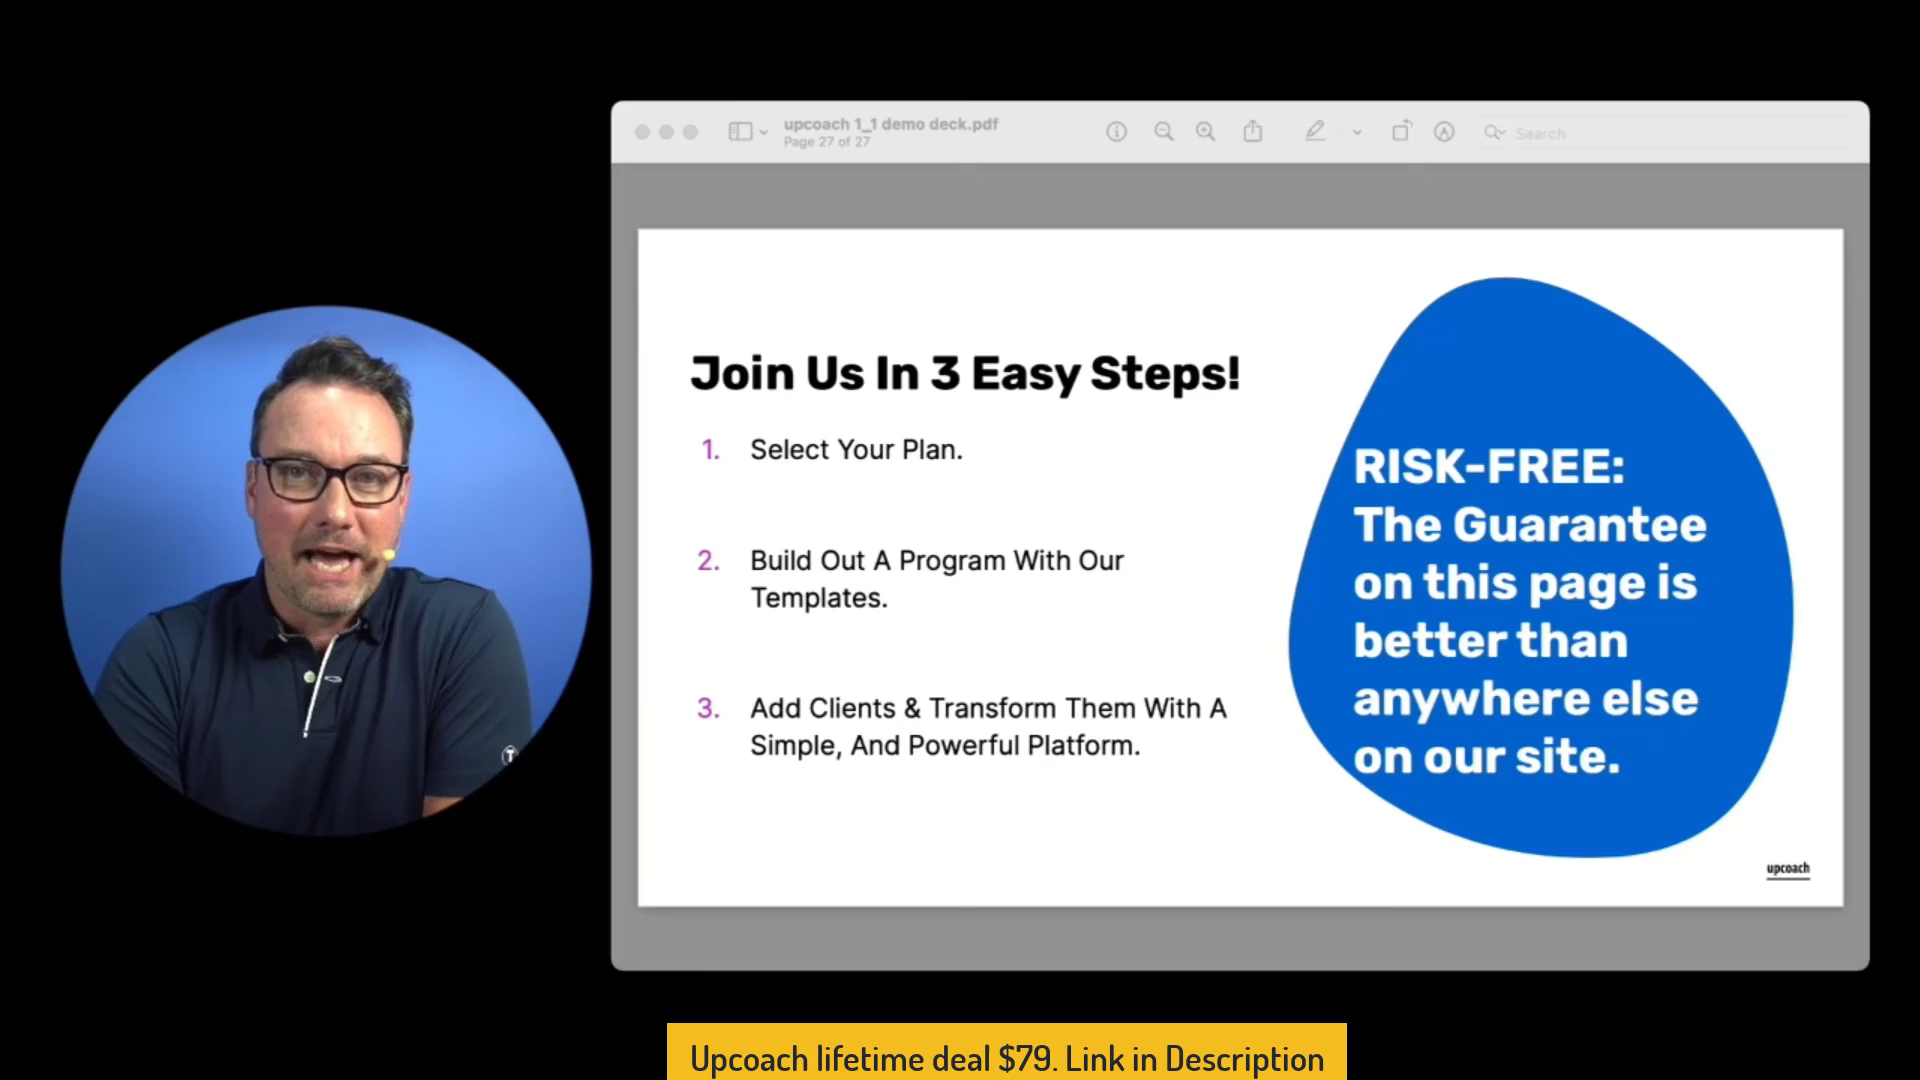 upcoach 1_1 demo deck.pdf
Page 27 of 27
Search
Join Us In 3 Easy Steps!
1. Select Your Plan.
2. Build Out A Program With Our
Templates.
3. Add Clients & Transform Them With A
Simple, And Powerful Platform.
RISK-FREE:
The Guarantee
on this page is
better than
anywhere else
on our site.
upcoach
Upcoach lifetime deal $79. Link in Description